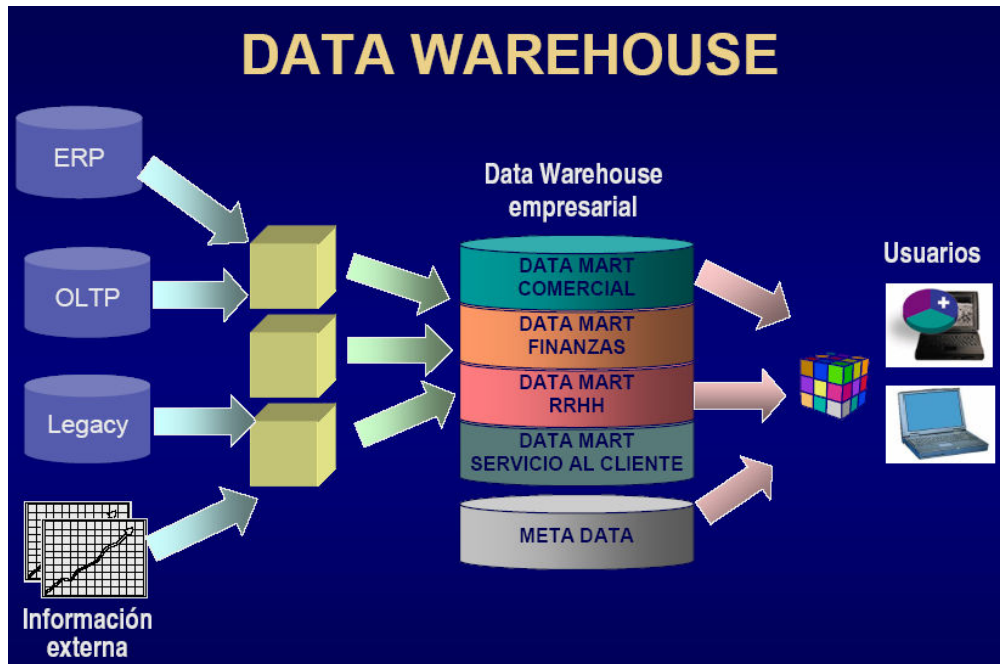 DATA WAREHOUSE
ERP
OLTP
Legacy
Información
externa
Data Warehouse
empresarial
DATA MART
COMERCIAL
DATA MART
FINANZAS
DATA MART
RRHH
DATA MART
SERVICIO AL CLIENTE
META DATA
Usuarios